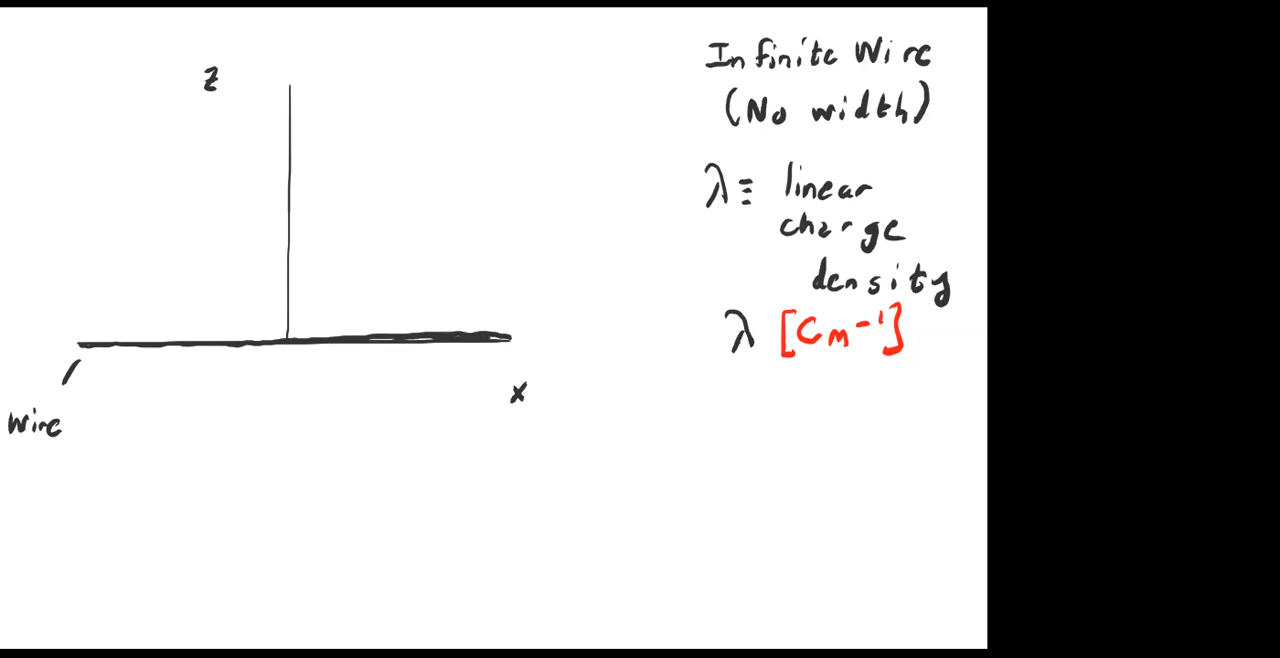 Infinite Wire
(No width)
z
λ ≡ linear
charge
density
λ [Cm⁻¹]
x
Wire